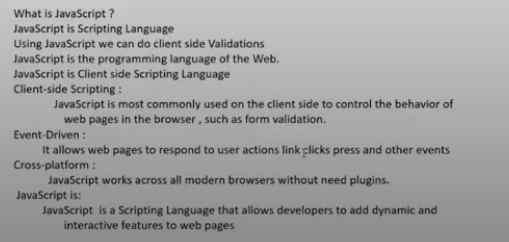 What is JavaScript ?
JavaScript is Scripting Language
Using JavaScript we can do client side Validations
JavaScript is the programming language of the Web.
JavaScript is Client side Scripting Language
Client-side Scripting :
JavaScript is most commonly used on the client side to control the behavior of
web pages in the browser , such as form validation.
Event-Driven :
It allows web pages to respond to user actions link clicks press and other events
Cross-platform :
JavaScript works across all modern browsers without need plugins.
JavaScript is:
JavaScript is a Scripting Language that allows developers to add dynamic and
interactive features to web pages